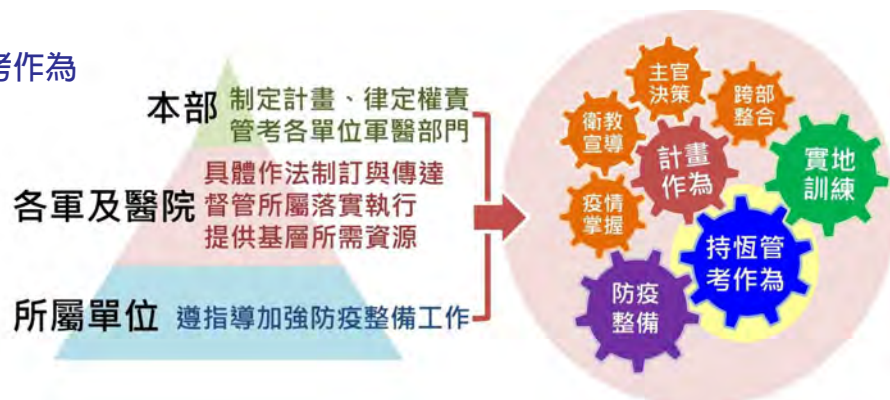 考作為
本部
制定計畫、律定權責
管考各單位軍醫部門
各軍及醫院
具體作法制訂與傳達
督管所屬落實執行
提供基層所需資源
所屬單位
遵指導加強防疫整備工作
主官
決策
跨部
整合
衛教
宣導
計畫
作為
實地
訓練
疫情
掌握
持恆管
考作為
防疫
整備